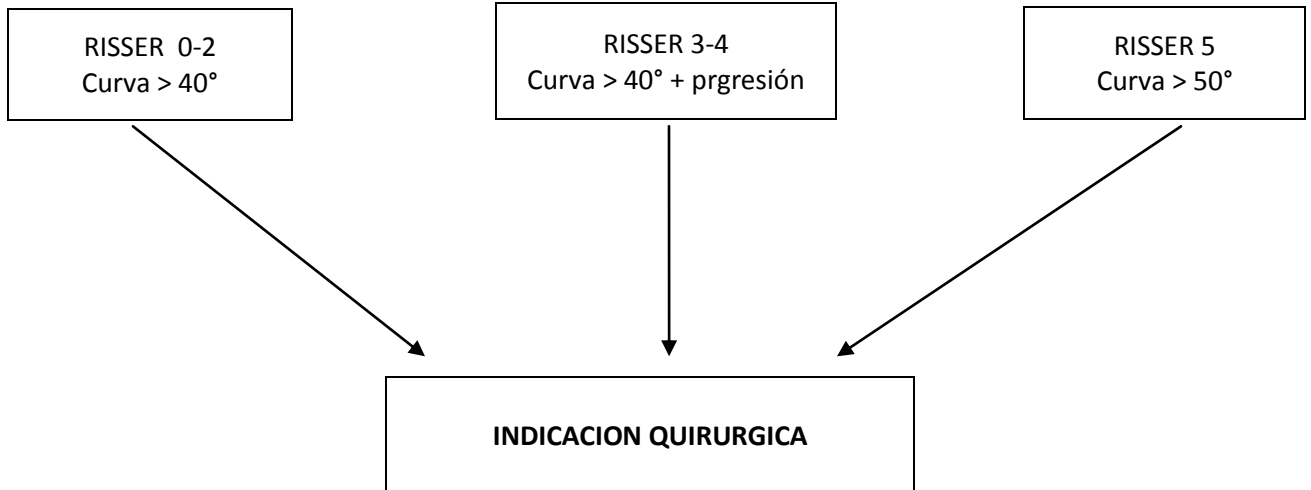 RISSER 0-2
Curva > 40°
RISSER 3-4
Curva > 40° + prgresión
RISSER 5
Curva > 50°
INDICACION QUIRURGICA